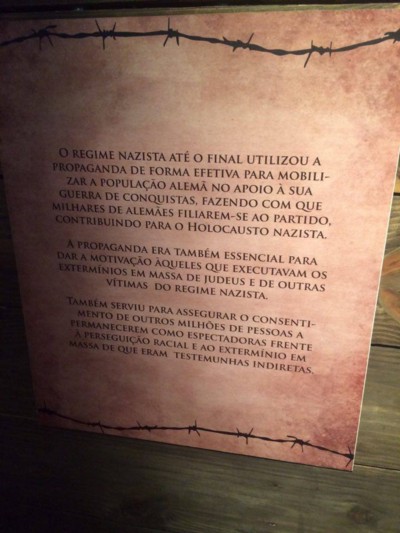 O REGIME NAZISTA ATÉ O FINAL UTILIZOU A
PROPAGANDA DE FORMA EFETIVA PARA MOBILI-
ZAR A POPULAÇÃO ALEMÃ NO APOIO À SUA
GUERRA DE CONQUISTAS, FAZENDO COM QUE
MILHARES DE ALEMÃES FILIAREM-SE AO PARTIDO,
CONTRIBUINDO PARA O HOLOCAUSTO NAZISTA.
A PROPAGANDA ERA TAMBÉM ESSENCIAL PARA
DAR A MOTIVAÇÃO ÀQUELES QUE EXECUTAVAM OS
EXTERMÍNIOS EM MASSA DE JUDEUS E DE OUTRAS
VÍTIMAS DO REGIME NAZISTA.
TAMBÉM SERVIU PARA ASSEGURAR O CONSENTI-
MENTO DE OUTROS MILHÕES DE PESSOAS A
PERMANECEREM COMO ESPECTADORAS FRENTE
À PERSEGUIÇÃO RACIAL E AO EXTERMÍNIO EM
MASSA DE QUE ERAM TESTEMUNHAS INDIRETAS.